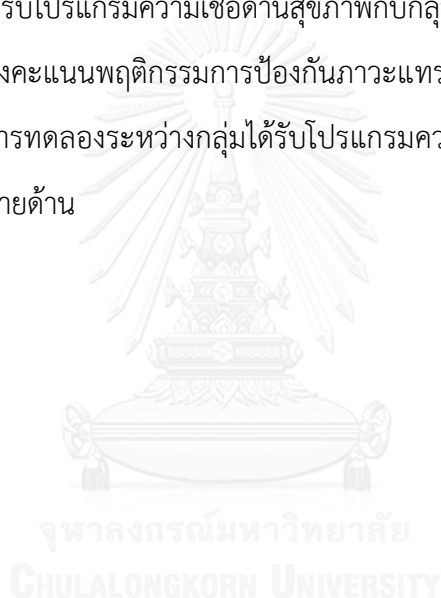 รับโปรแกรมความเชื่อด้านสุขภาพกับกลุ่
งคะแนนพฤติกรรมการป้องกันภาวะแทร
การทดลองระหว่างกลุ่มได้รับโปรแกรมคว
ายด้าน
จุฬาลงกรณ์มหาวิทยาลัย
CHULALONGKORN UNIVERSITY